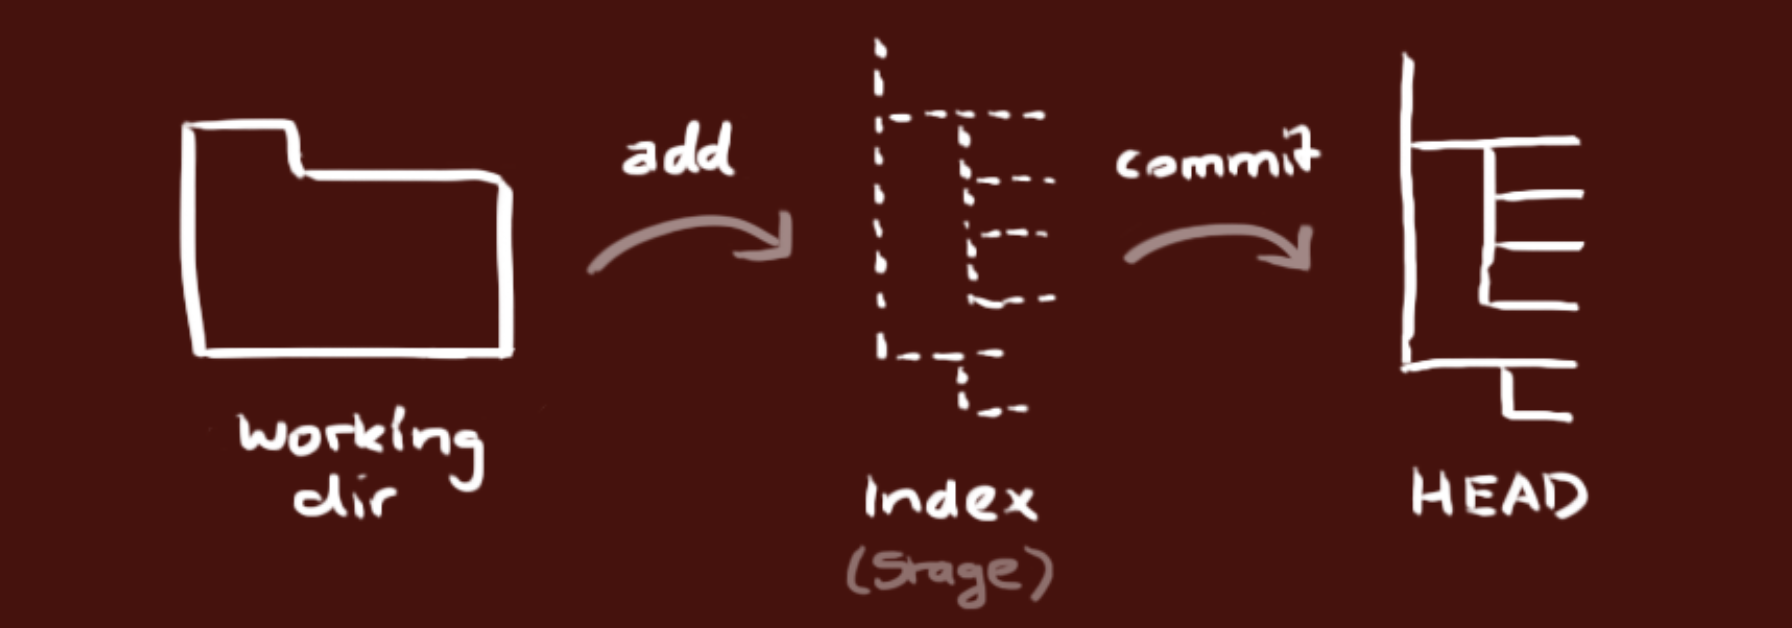 working
dir
add
Index
(Stage)
commit
HEAD